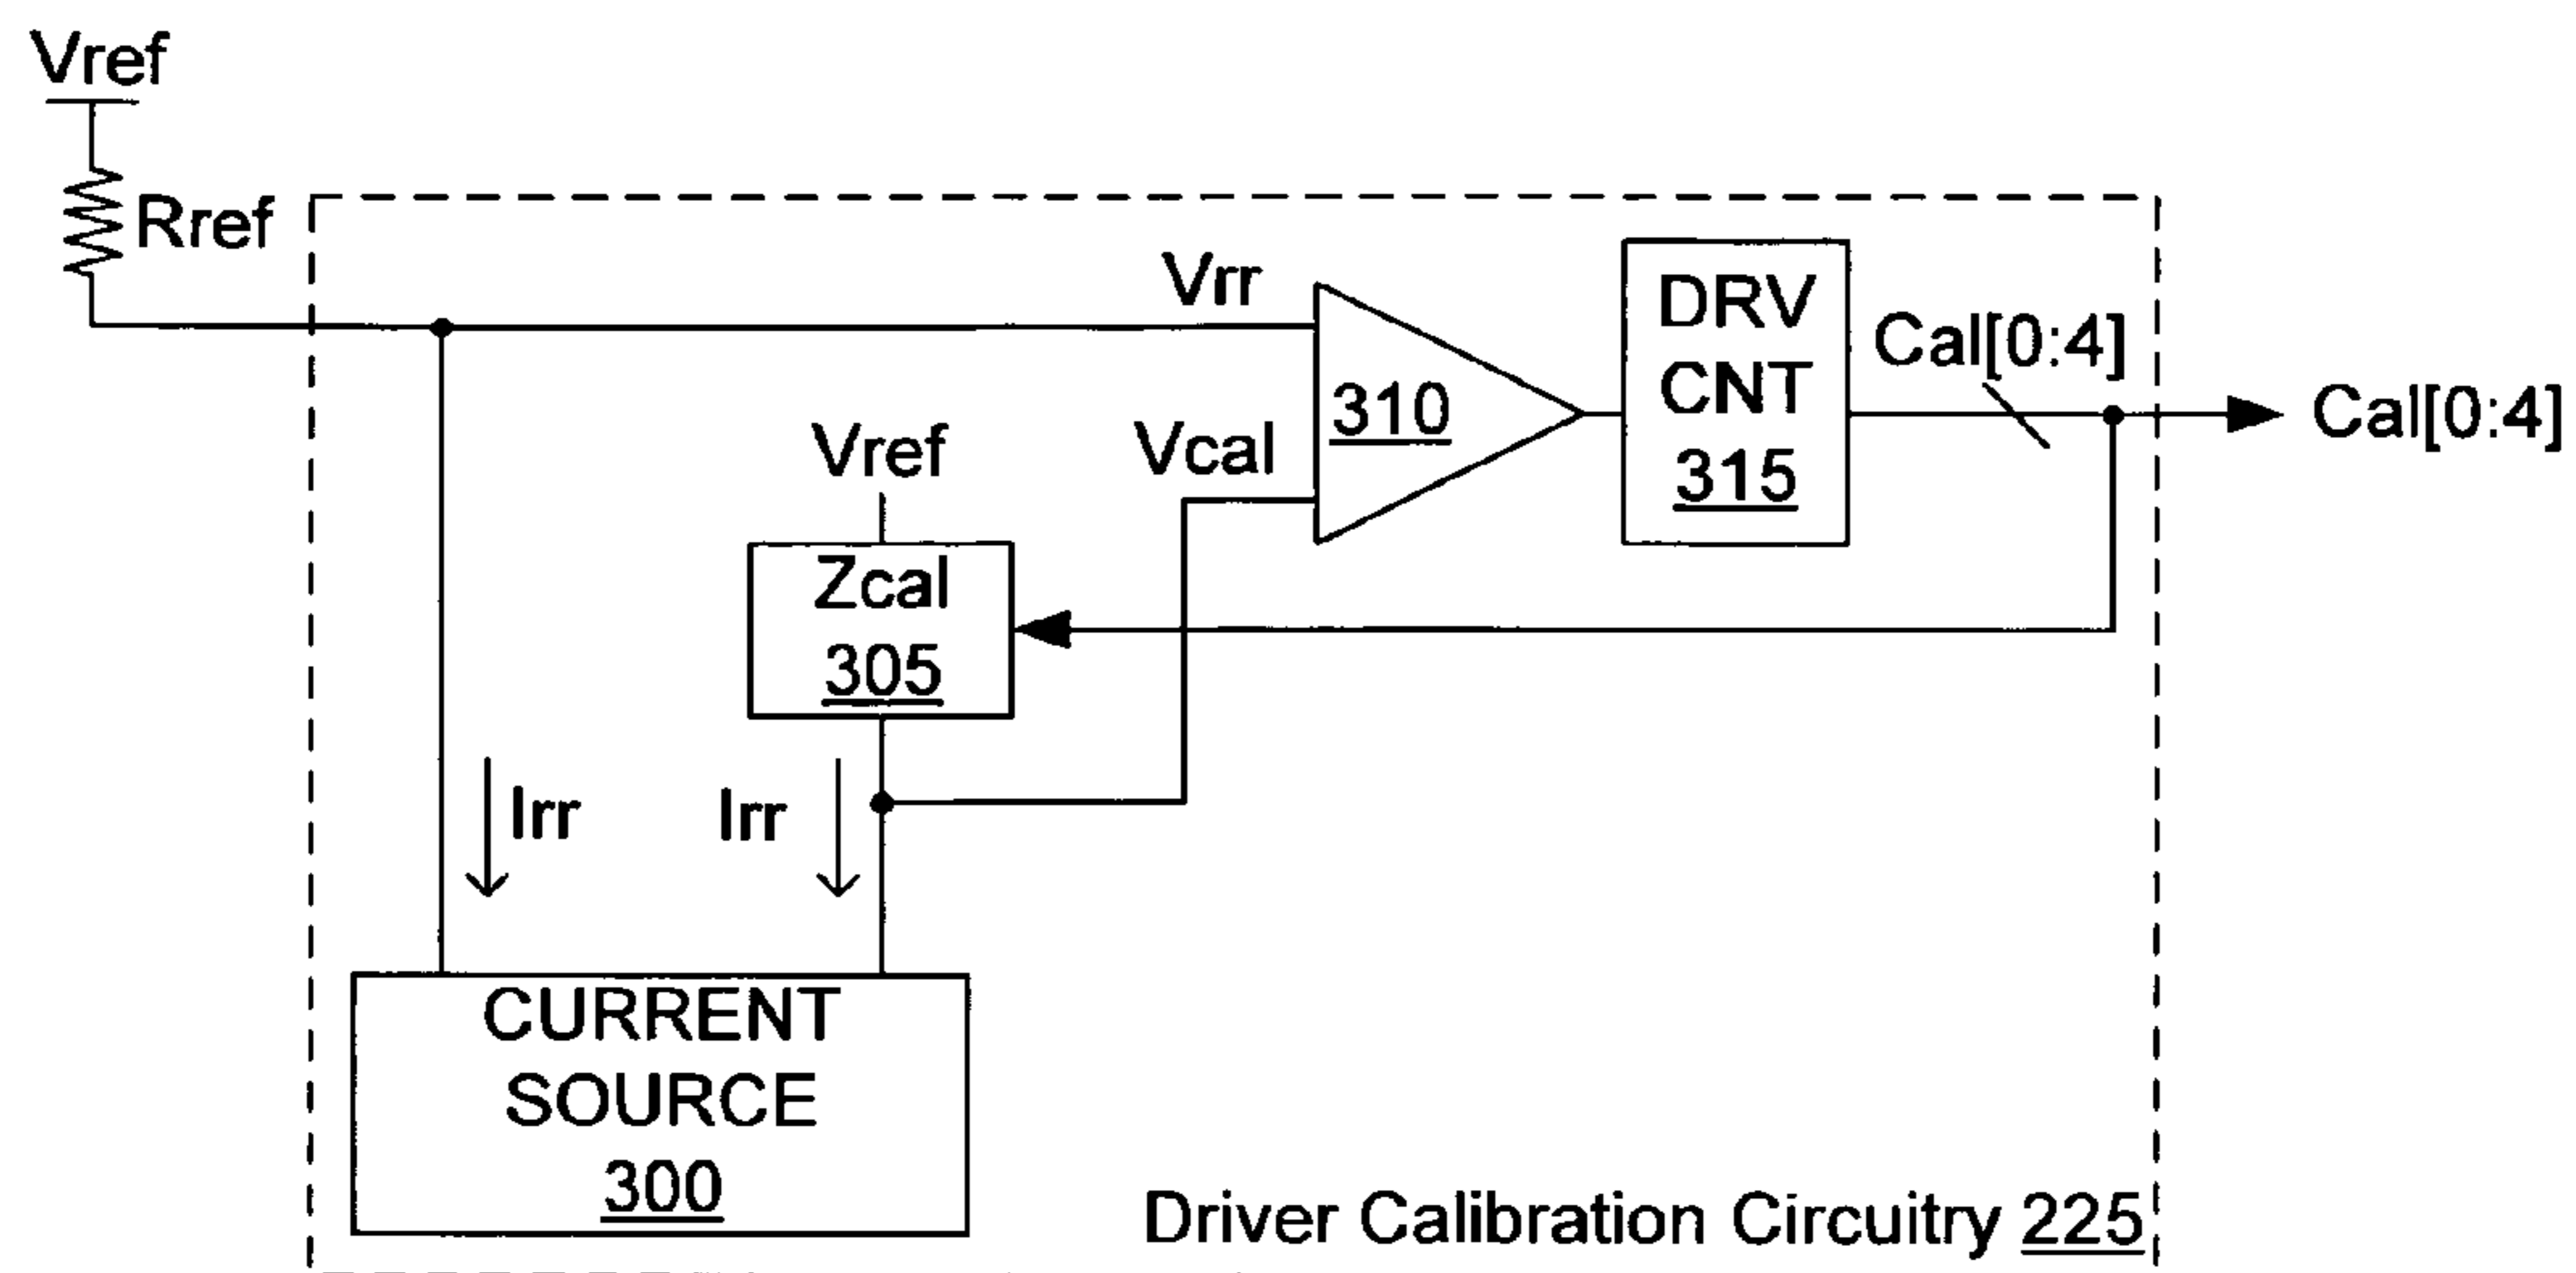 Vref
Rref
Vrr
DRV
CNT
315
Cal[0:4]
Cal[0:4]
310
Vref
Vcal
Zcal
305
Irr
Irr
CURRENT
SOURCE
300
Driver Calibration Circuitry 225